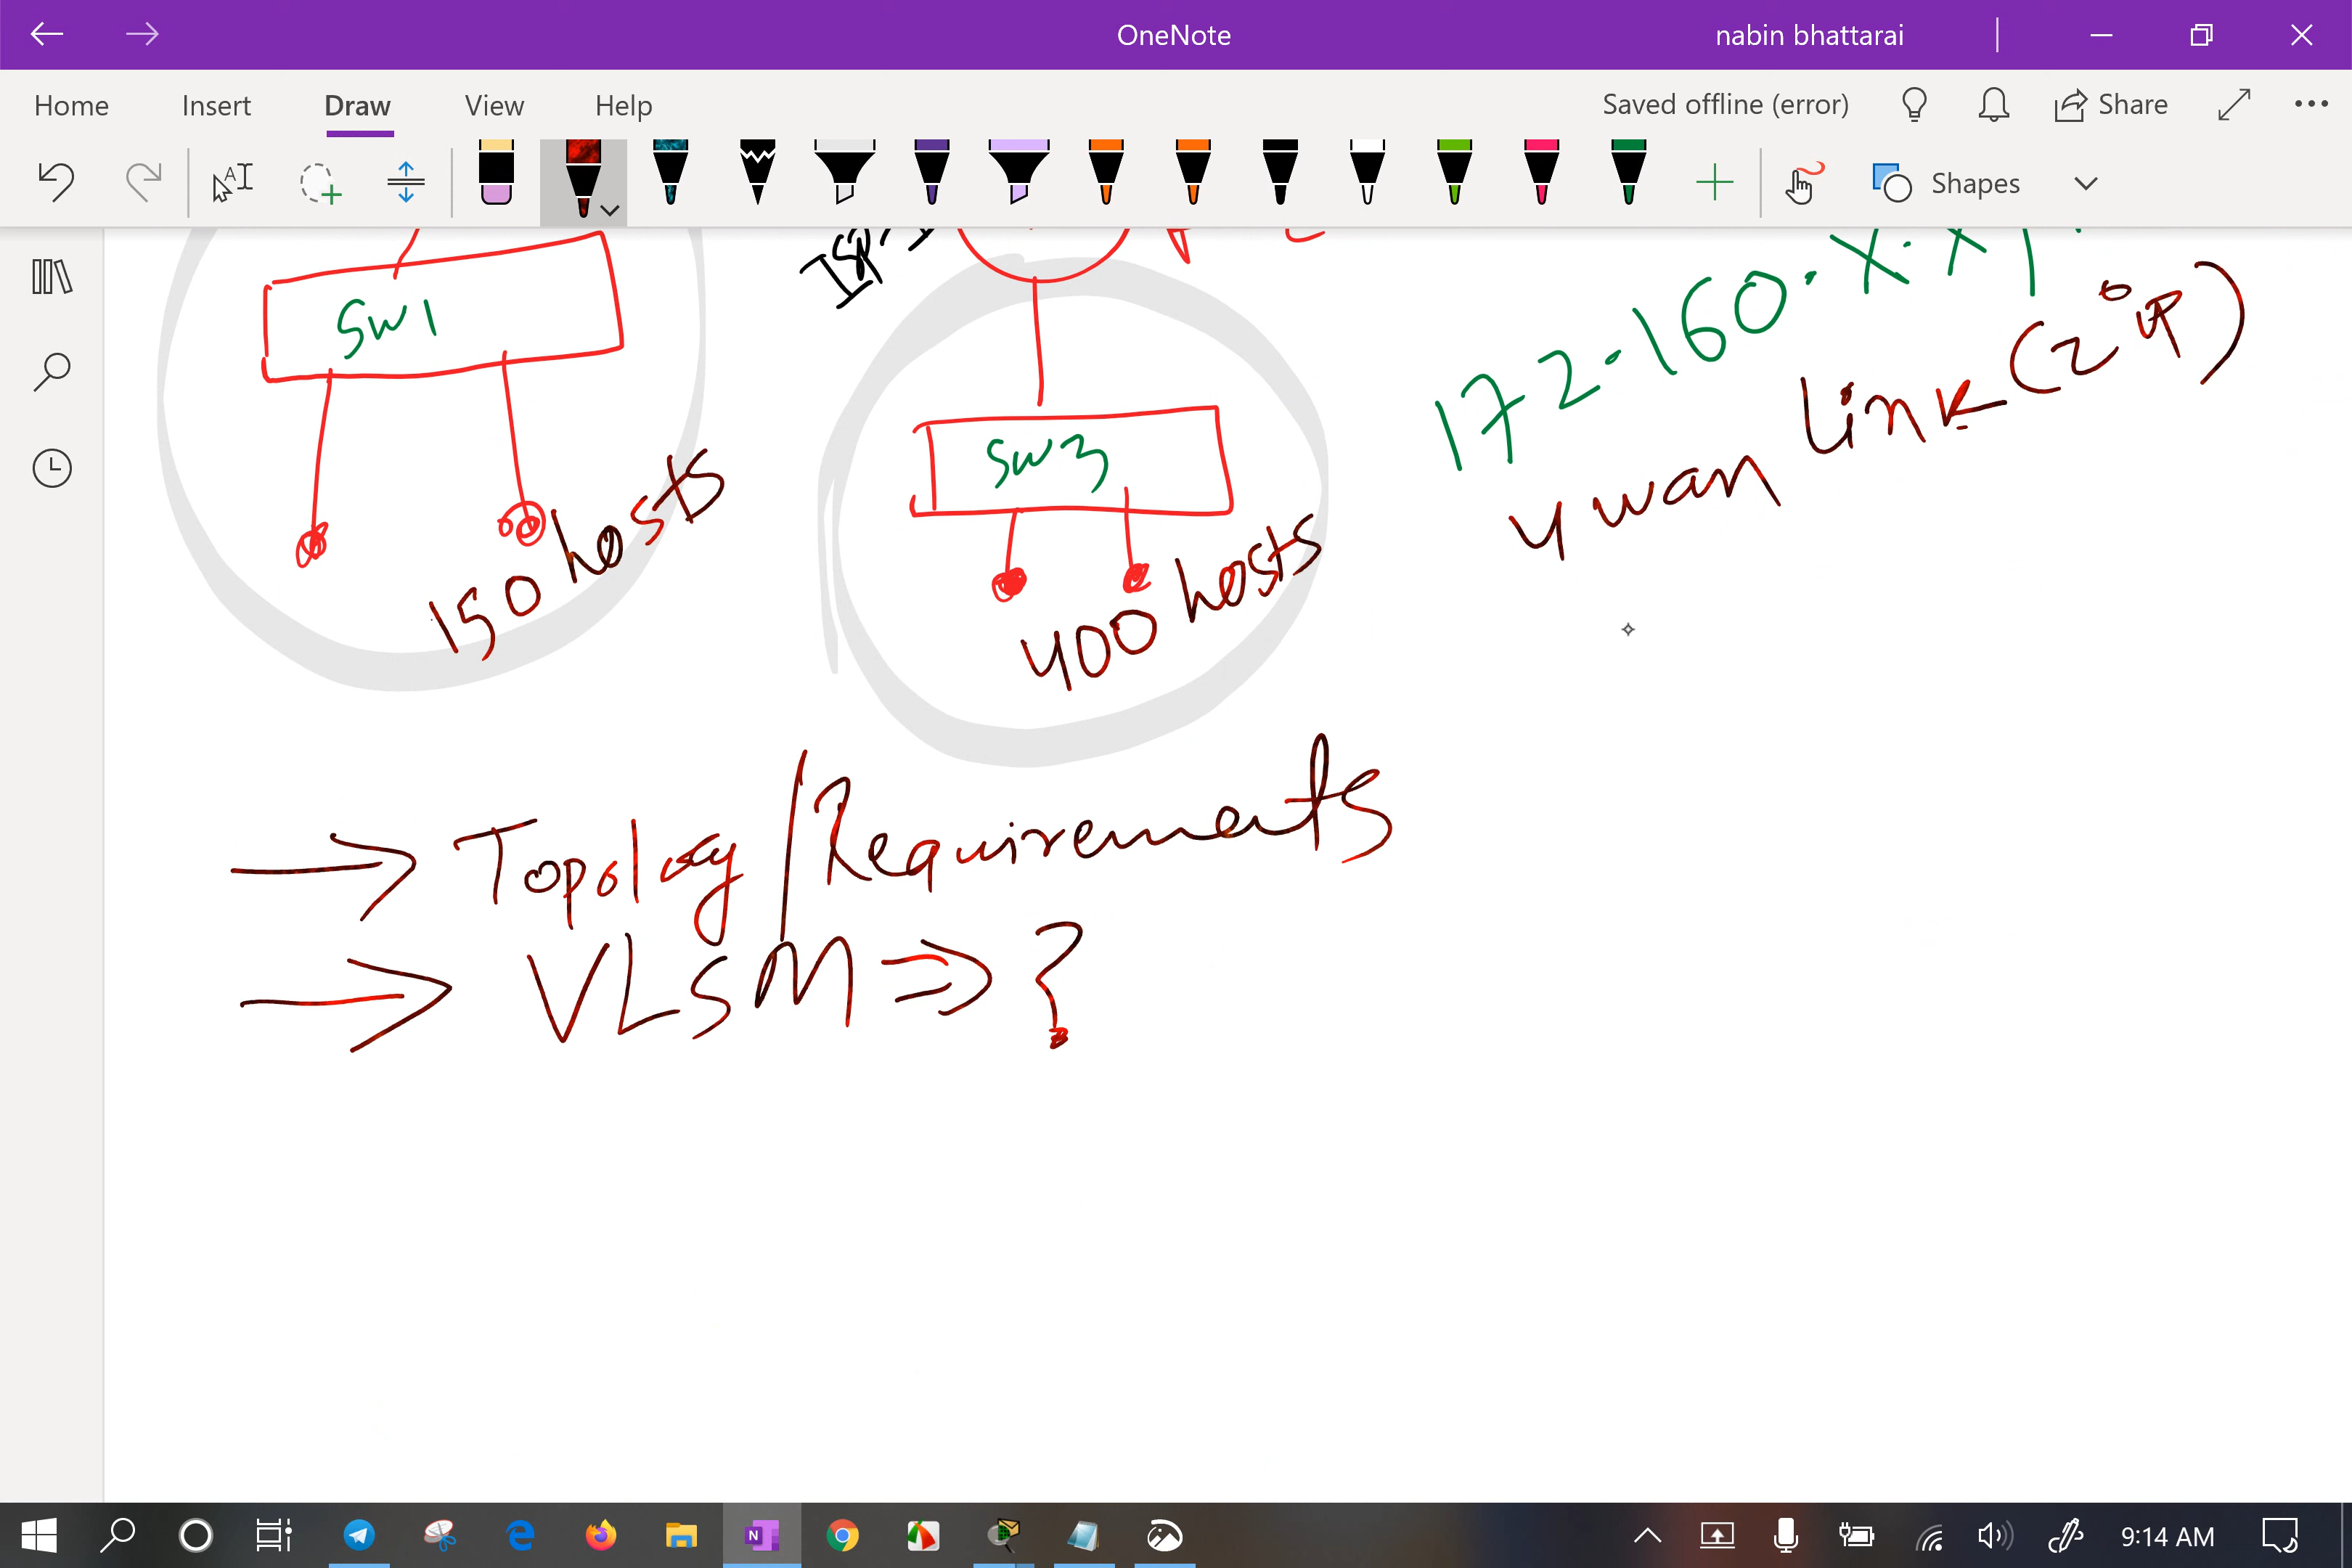 OneNote
nabin bhattarai
Home Insert Draw View Help
Saved offline (error)
Share
Shapes
SW1
150 hosts
SW3
400 hosts
172.160.X.X
4 wan link (2 ip)
→ Topology/Requirements
→ VLSM ⇒ ?
9:14 AM